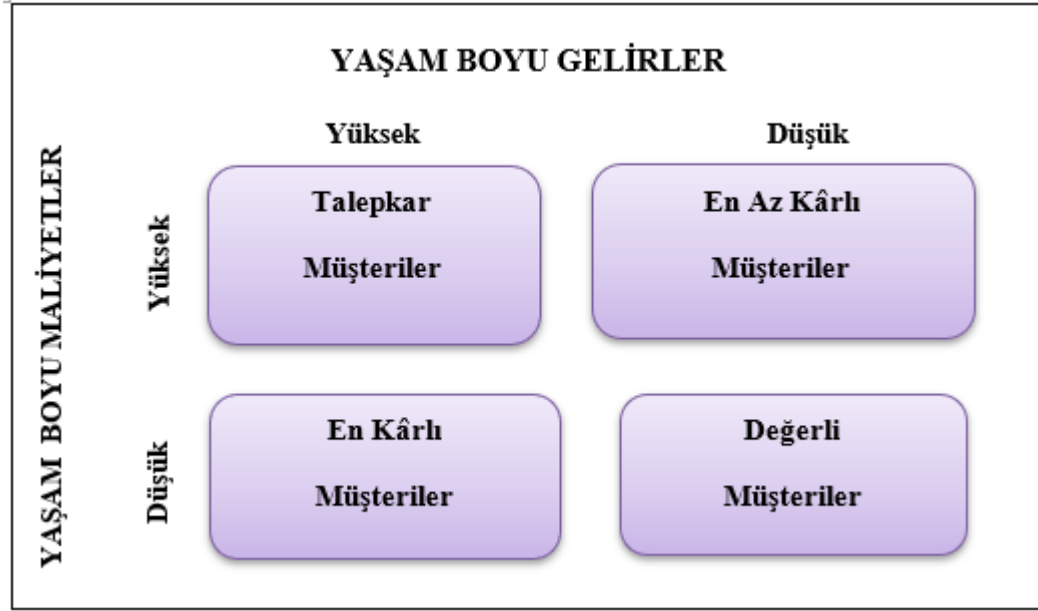 YAŞAM BOYU GELİRLER
Yüksek
Düşük
YAŞAM BOYU MALİYETLER
Yüksek
Talepkar
Müşteriler
En Az Kârlı
Müşteriler
Düşük
En Kârlı
Müşteriler
Değerli
Müşteriler